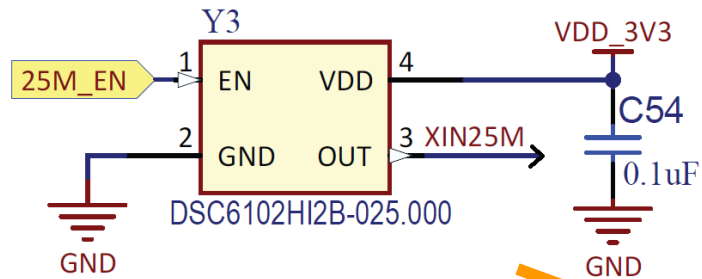 Y3
VDD_3V3
25M_EN
1
EN
VDD
4
C54
2
GND
OUT
3
XIN25M
0.1uF
DSC6102HI2B-025.000
GND
GND